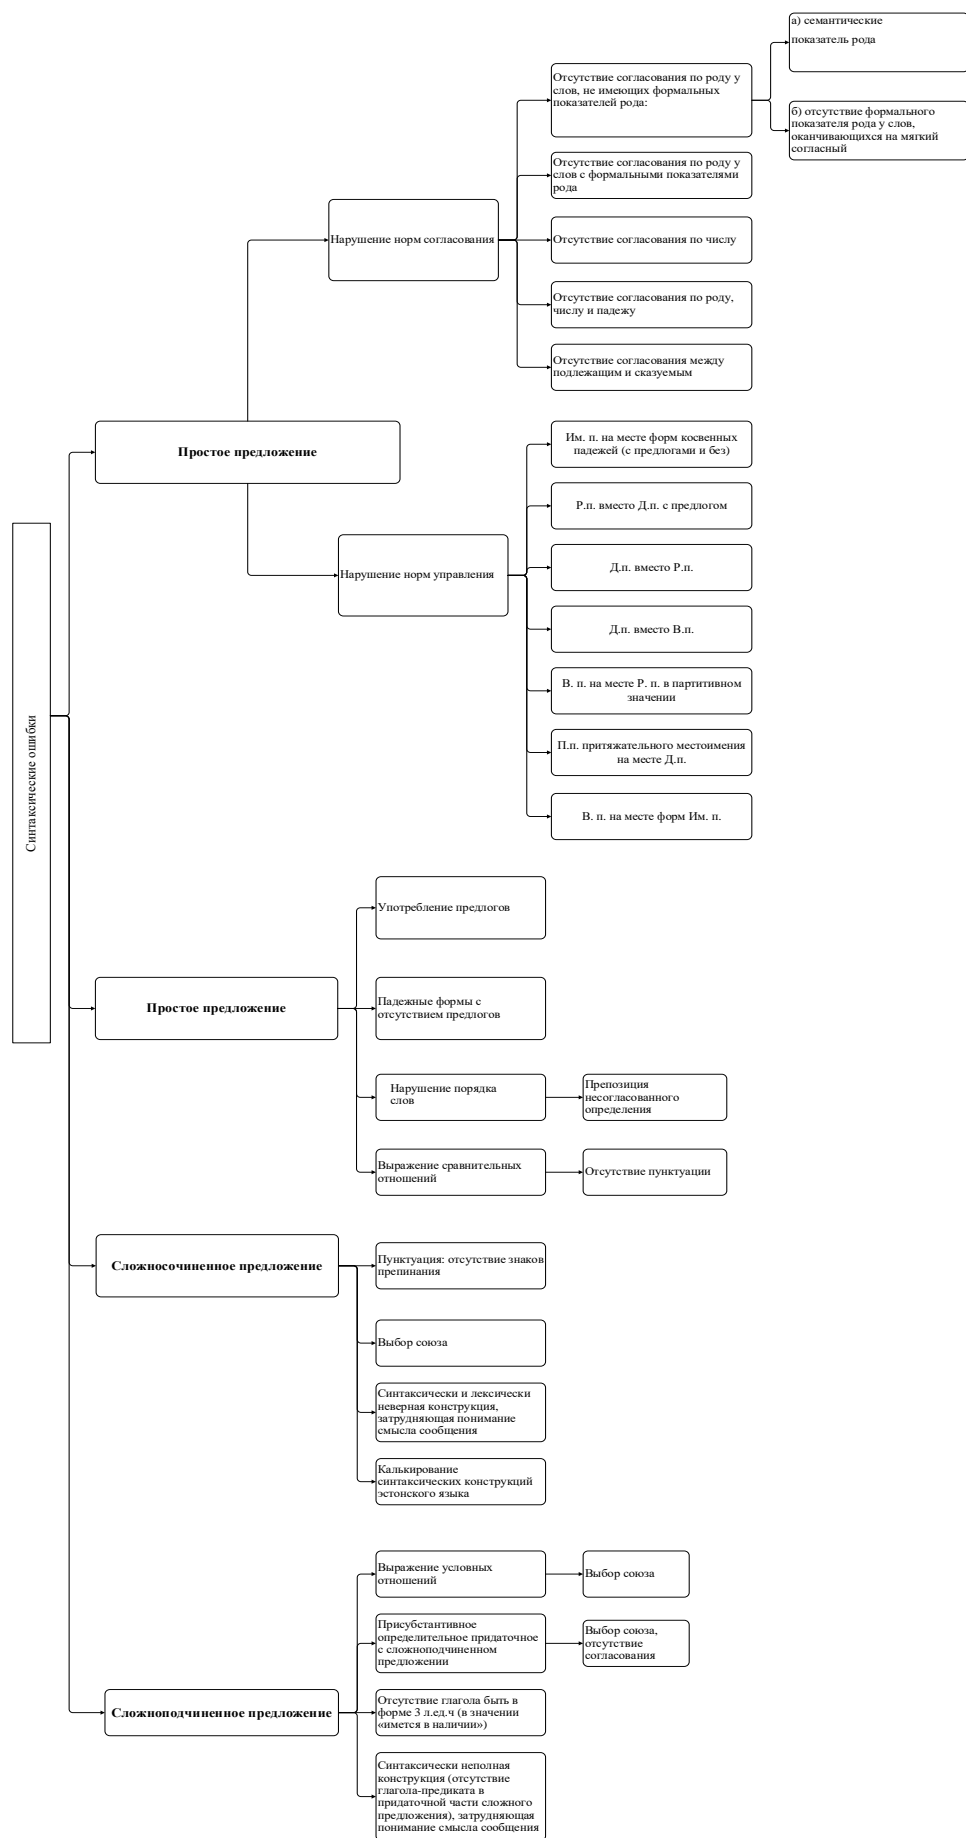 а) семантические
показатель рода
Отсутствие согласования по роду у
слов, не имеющих формальных
показателей рода:
б) отсутствие формального
показателя рода у слов,
оканчивающихся на мягкий
согласный
Отсутствие согласования по роду у
слов с формальными показателями
рода
Нарушение норм согласования
Отсутствие согласования по числу
Отсутствие согласования по роду,
числу и падежу
Отсутствие согласования между
подлежащим и сказуемым
Простое предложение
Им. п. на месте форм косвенных
падежей (с предлогами и без)
Р.п. вместо Д.п. с предлогом
Нарушение норм управления
Д.п. вместо Р.п.
Д.п. вместо В.п.
В. п. на месте Р. п. в партитивном
значении
П.п. притяжательного местоимения
на месте Д.п.
В. п. на месте форм Им. п.
Синтаксические ошибки
Употребление предлогов
Простое предложение
Падежные формы с
отсутствием предлогов
Нарушение порядка
слов
Препозиция
несогласованного
определения
Выражение сравнительных
отношений
Отсутствие пунктуации
Сложносочиненное предложение
Пунктуация: отсутствие знаков
препинания
Выбор союза
Синтаксически и лексически
неверная конструкция,
затрудняющая понимание
смысла сообщения
Калькирование
синтаксических конструкций
эстонского языка
Выражение условных
отношений
Выбор союза
Присубстантивное
определительное придаточное
с сложноподчиненном
предложении
Выбор союза,
отсутствие
согласования
Сложноподчиненное предложение
Отсутствие глагола быть в
форме 3 л.ед.ч (в значении
«имется в наличии»)
Синтаксически неполная
конструкция (отсутствие
глагола-предиката в
придаточной части сложного
предложения), затрудняющая
понимание смысла сообщения